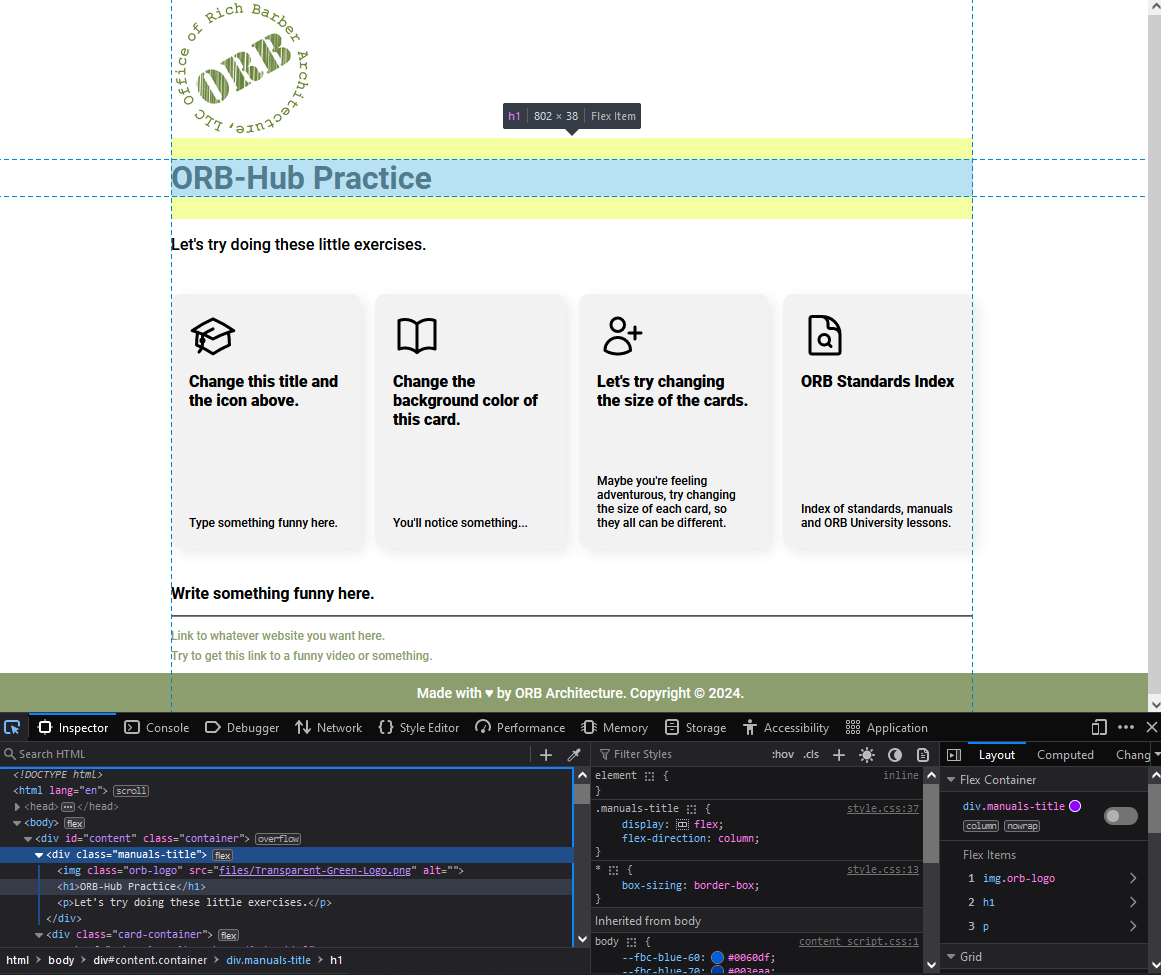 Office of Rich Barber Architecture, LLC
ORB
h1 802 × 38 Flex Item
ORB-Hub Practice
Let's try doing these little exercises.
Change this title and
the icon above.
Type something funny here.
Change the
background color of
this card.
You'll notice something...
Let's try changing
the size of the cards.
Maybe you're feeling
adventurous, try changing
the size of each card, so
they all can be different.
ORB Standards Index
Index of standards, manuals
and ORB University lessons.
Write something funny here.
Link to whatever website you want here.
Try to get this link to a funny video or something.
Made with ♥ by ORB Architecture. Copyright © 2024.
Inspector Console Debugger Network Style Editor Performance Memory Storage Accessibility Application
Search HTML
<!DOCTYPE html>
<html lang="en"> scroll
<head> ••• </head>
<body> flex
<div id="content" class="container"> overflow
<div class="manuals-title"> flex
<img class="orb-logo" src="files/Transparent-Green-Logo.png" alt="">
<h1>ORB-Hub Practice</h1>
<p>Let's try doing these little exercises.</p>
</div>
<div class="card-container"> flex
html > body > div#content.container > div.manuals-title > h1
Filter Styles :hov .cls
element { inline
}
.manuals-title { style.css:37
display: flex;
flex-direction: column;
}
* { style.css:13
box-sizing: border-box;
}
Inherited from body
body { content_script.css:1
--fbc-blue-60: #0060df;
--fbc-blue-70: #003eaa;
Layout Computed Chang
Flex Container
div.manuals-title
column nowrap
Flex Items
1 img.orb-logo
2 h1
3 p
Grid